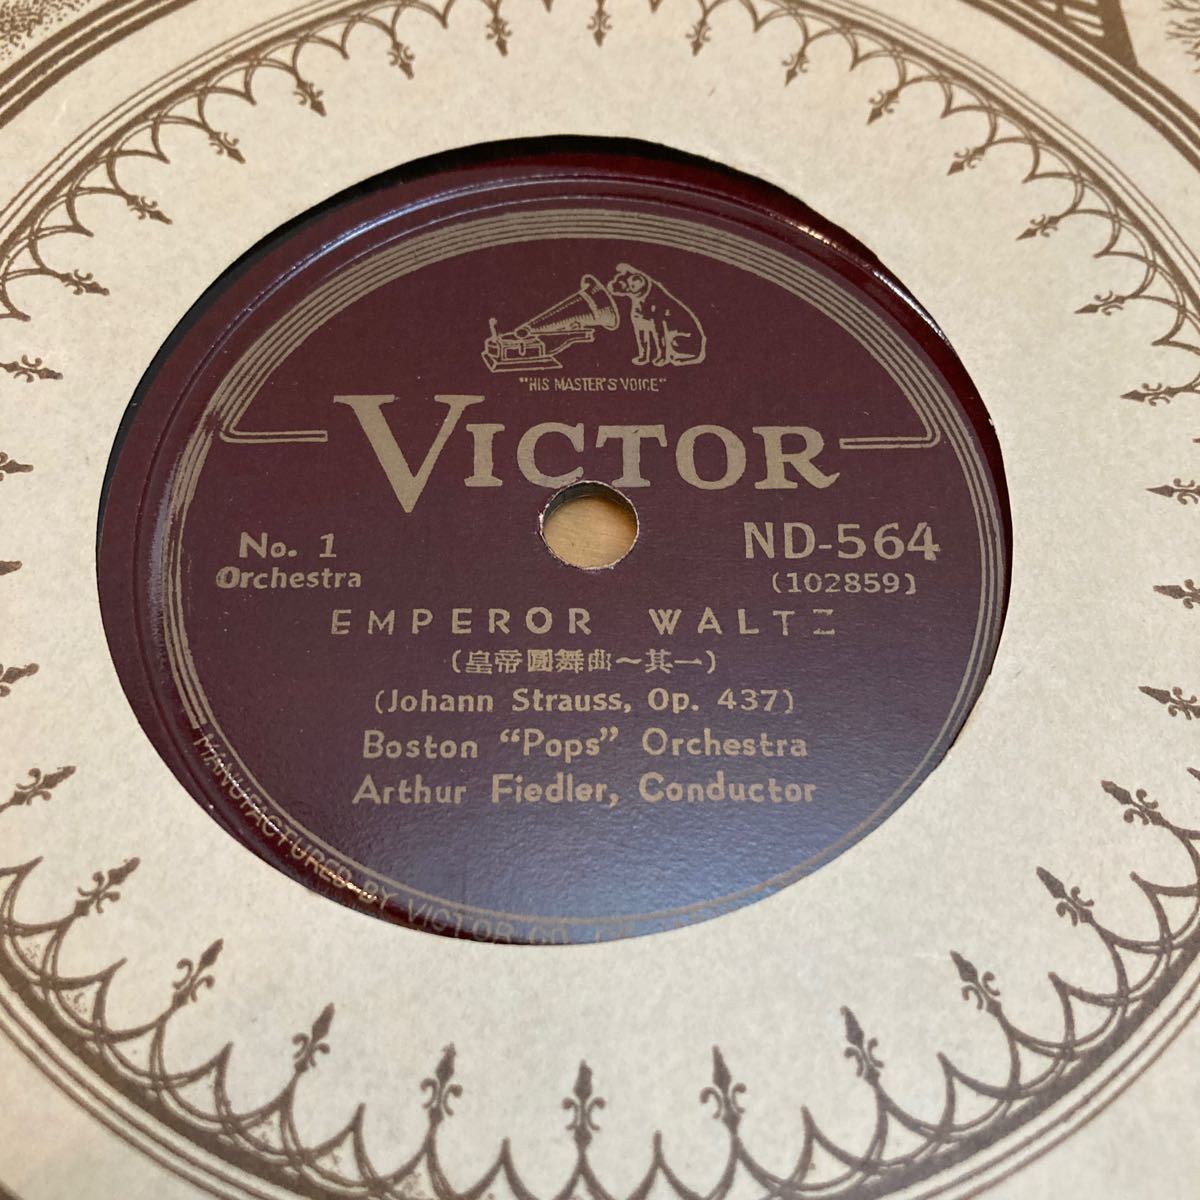 "HIS MASTER'S VOICE"
VICTOR
No. 1
Orchestra
ND-564
(102859)
EMPEROR WALTZ
(皇帝圓舞曲～其一)
(Johann Strauss, Op. 437)
Boston “Pops” Orchestra
Arthur Fiedler, Conductor
MANUFACTURED BY VICTOR CO.